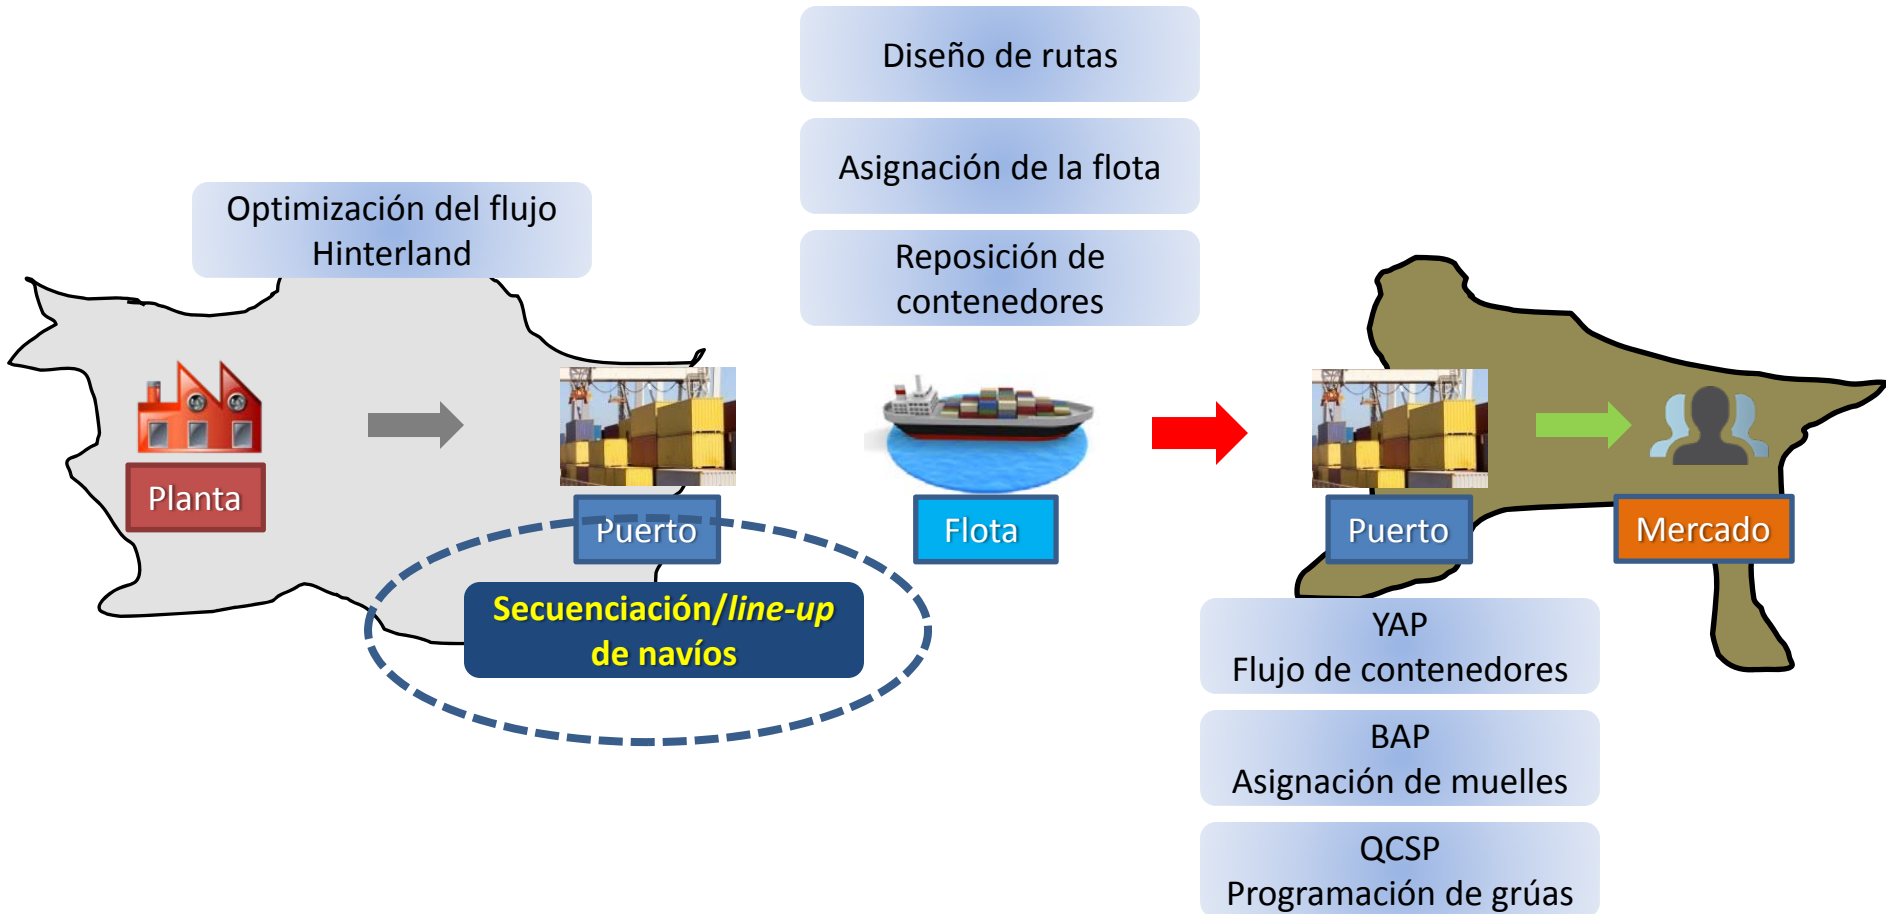 Diseño de rutas
Asignación de la flota
Optimización del flujo
Hinterland
Reposición de
contenedores
Planta
Puerto
Flota
Puerto
Mercado
Secuenciación/line-up
de navíos
YAP
Flujo de contenedores
BAP
Asignación de muelles
QCSP
Programación de grúas